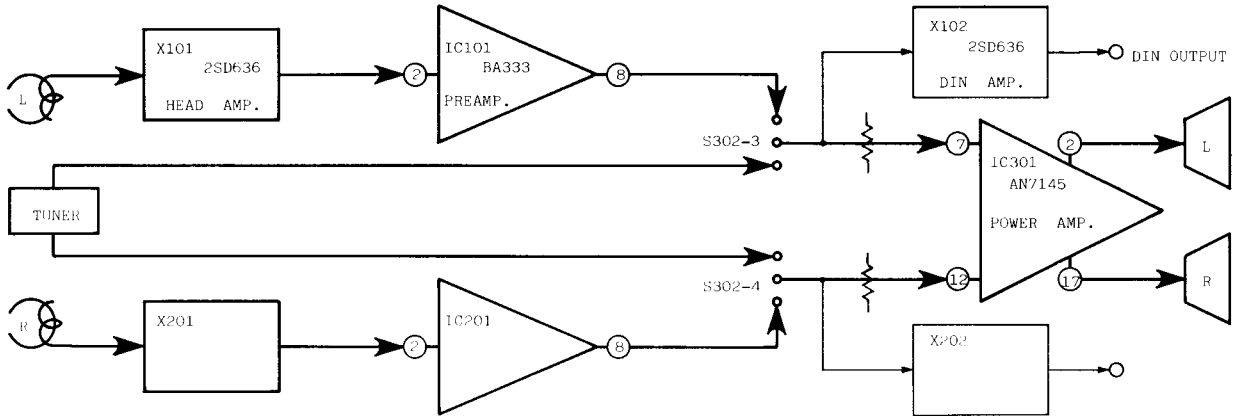 L
X101
2SD636
HEAD AMP.
2
IC101
BA333
PREAMP.
8
S302-3
X102
2SD636
DIN AMP.
DIN OUTPUT
7
IC301
AN7145
POWER AMP.
2
L
TUNER
S302-4
12
17
R
R
X201
2
IC201
8
X202